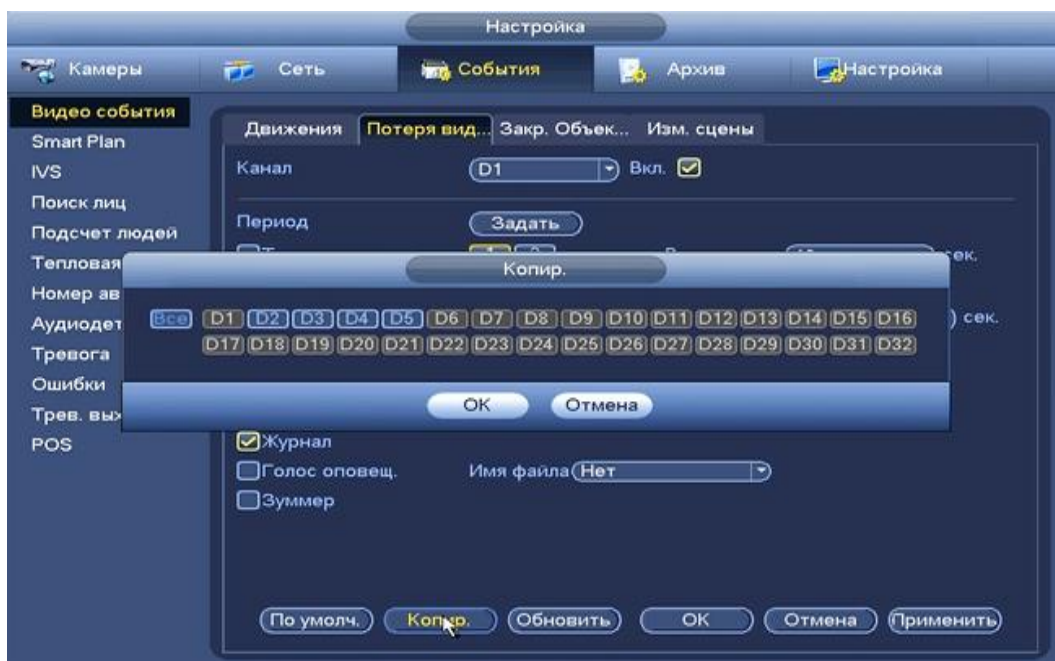 Настройка
Камеры Сеть События Архив Настройка
Видео события
Smart Plan
IVS
Поиск лиц
Подсчет людей
Тепловая
Номер ав
Аудиодет
Тревога
Ошибки
Трев. вых
POS
Движения Потеря вид... Закр. Объек... Изм. сцены
Канал D1 Вкл.
Период Задать
сек.
Копир.
Все D1 D2 D3 D4 D5 D6 D7 D8 D9 D10 D11 D12 D13 D14 D15 D16
D17 D18 D19 D20 D21 D22 D23 D24 D25 D26 D27 D28 D29 D30 D31 D32
) сек.
OK Отмена
Журнал
Голос оповещ. Имя файла Нет
Зуммер
По умолч. Копир. Обновить OK Отмена Применить